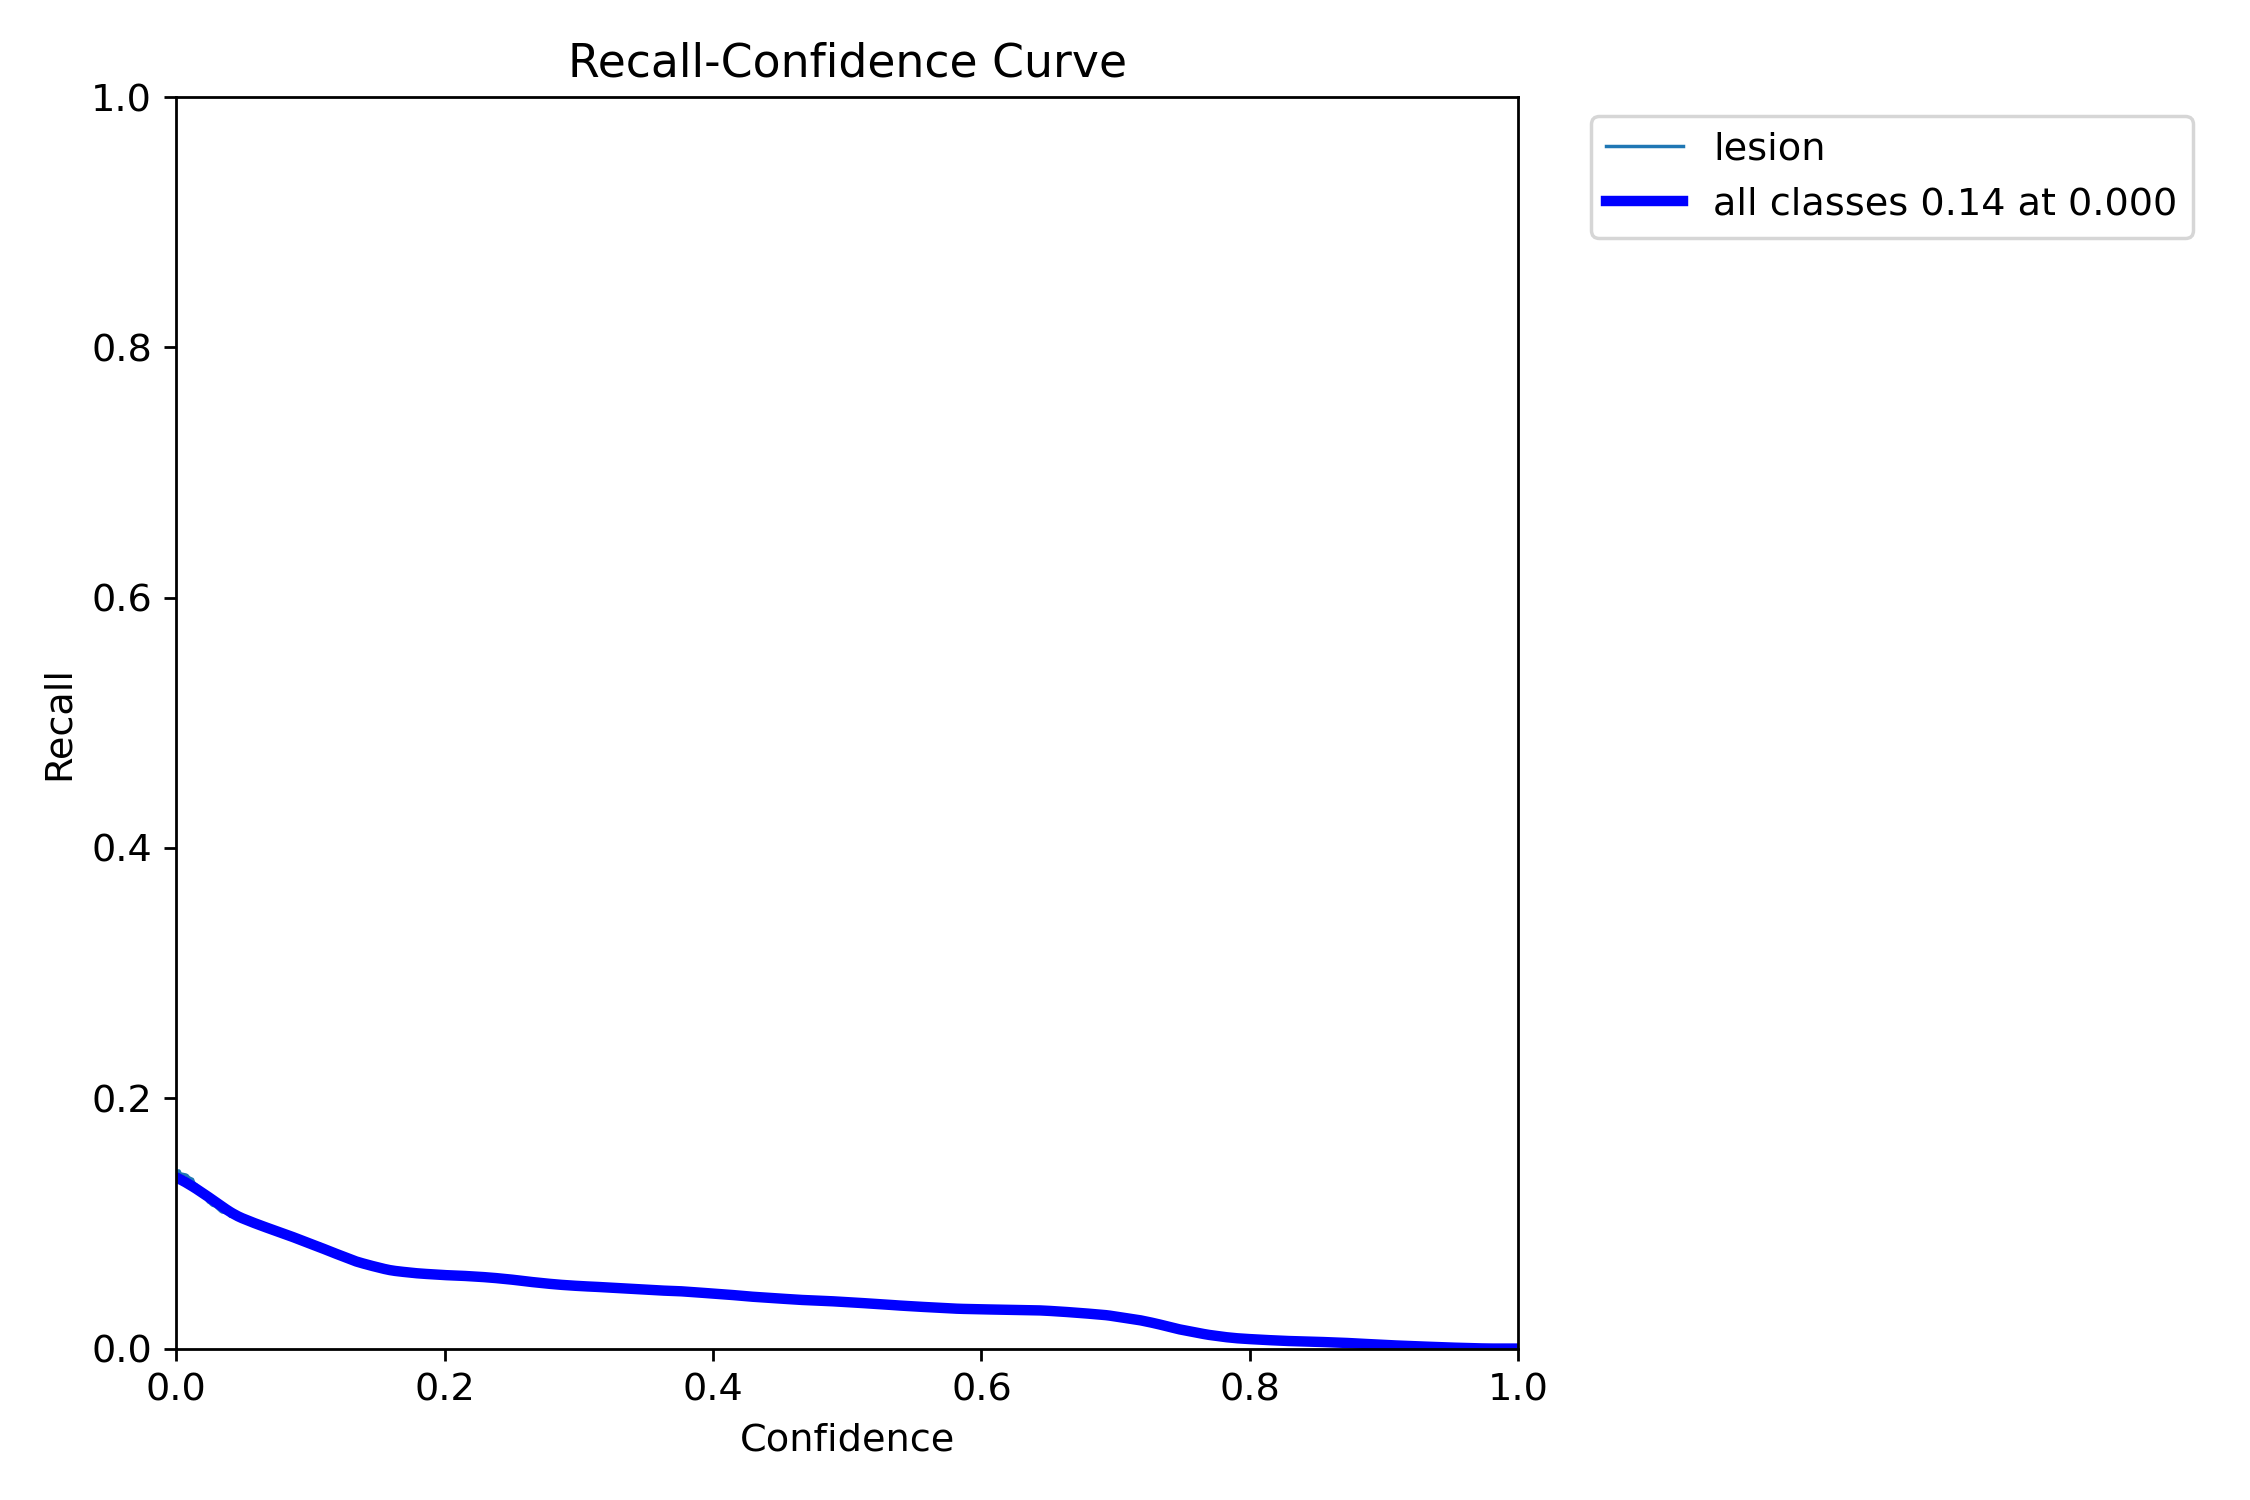 Recall-Confidence Curve
1.0
0.8
0.6
0.4
0.2
0.0
Recall
0.0 0.2 0.4 0.6 0.8 1.0
Confidence
lesion
all classes 0.14 at 0.000